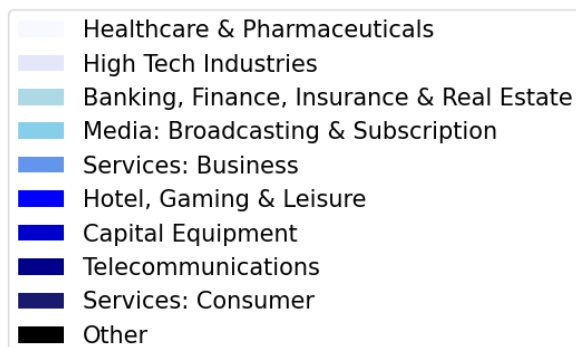 Healthcare & Pharmaceuticals
High Tech Industries
Banking, Finance, Insurance & Real Estate
Media: Broadcasting & Subscription
Services: Business
Hotel, Gaming & Leisure
Capital Equipment
Telecommunications
Services: Consumer
Other